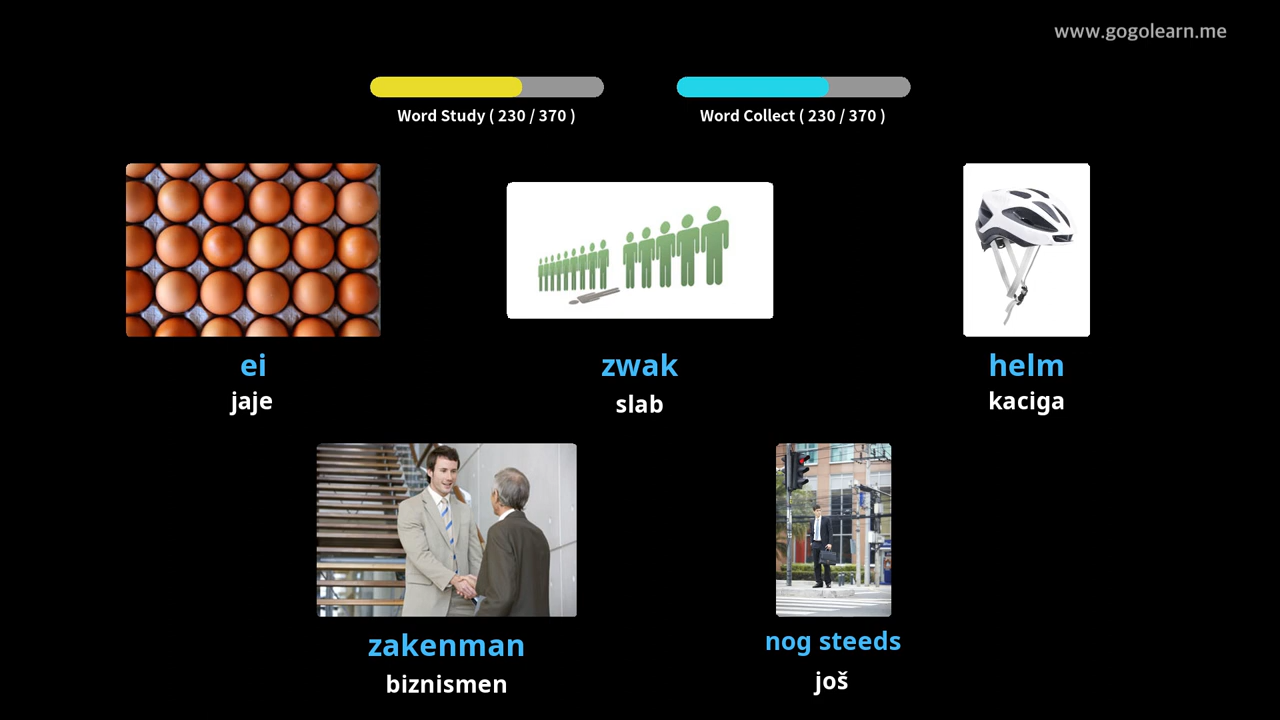 www.gogolearn.me
Word Study ( 230 / 370 )
Word Collect ( 230 / 370 )
ei
jaje
zwak
slab
helm
kaciga
zakenman
biznismen
nog steeds
još